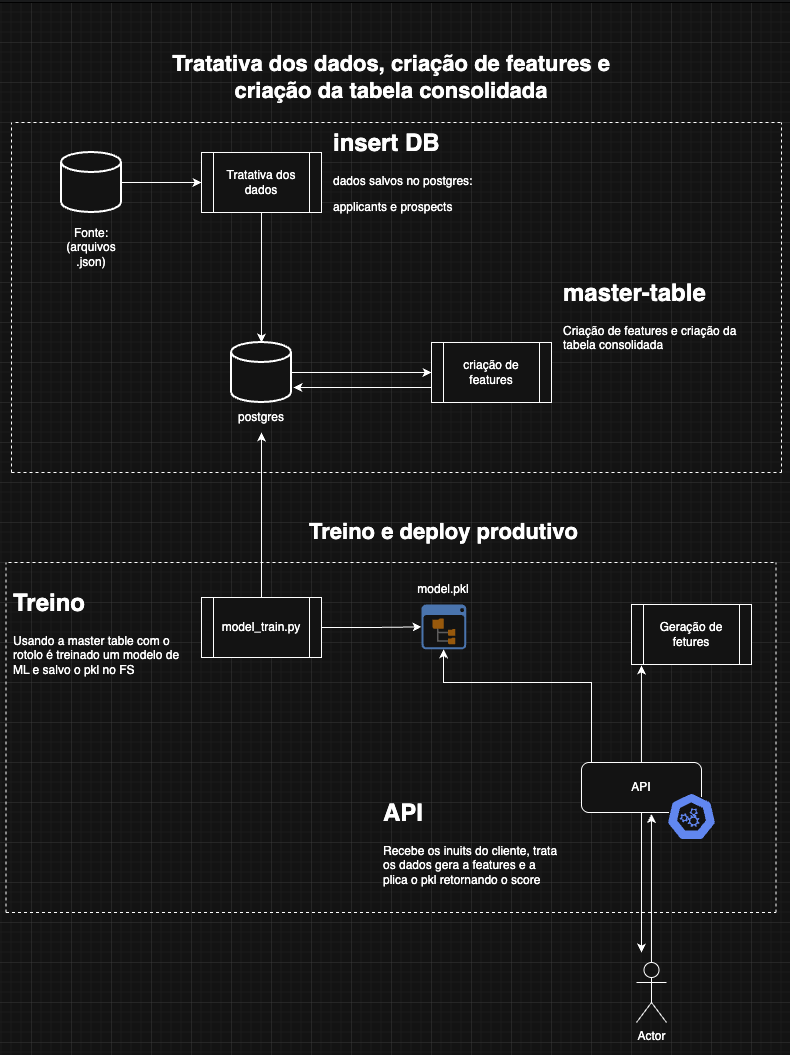 Tratativa dos dados, criação de features e
criação da tabela consolidada
insert DB
Tratativa dos
dados
dados salvos no postgres:
applicants e prospects
Fonte:
(arquivos
.json)
master-table
Criação de features e criação da
tabela consolidada
criação de
features
postgres
Treino e deploy produtivo
Treino
Usando a master table com o
rotolo é treinado um modelo de
ML e salvo o pkl no FS
model_train.py
model.pkl
Geração de
fetures
API
API
Recebe os inuits do cliente, trata
os dados gera a features e a
plica o pkl retornando o score
Actor